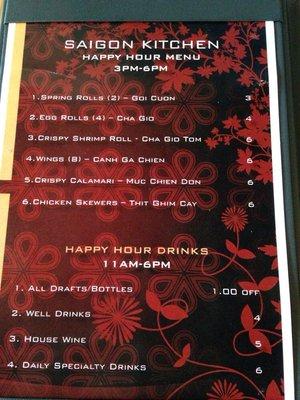 SAIGON KITCHEN
HAPPY HOUR MENU
3PM-6PM
1.SPRING ROLLS (2) – GOI CUON 3
2.EGG ROLLS (4) – CHA GIO 4
3.CRISPY SHRIMP ROLL - CHA GIO TOM 6
4.WINGS (8) – CANH GA CHIEN 6
5.CRISPY CALAMARI – MUC CHIEN DON 6
6.CHICKEN SKEWERS – THIT GHIM CAY 6
HAPPY HOUR DRINKS
11AM-6PM
1. ALL DRAFTS/BOTTLES 1.00 OFF
2. WELL DRINKS 4
3. HOUSE WINE 5
4. DAILY SPECIALTY DRINKS 6